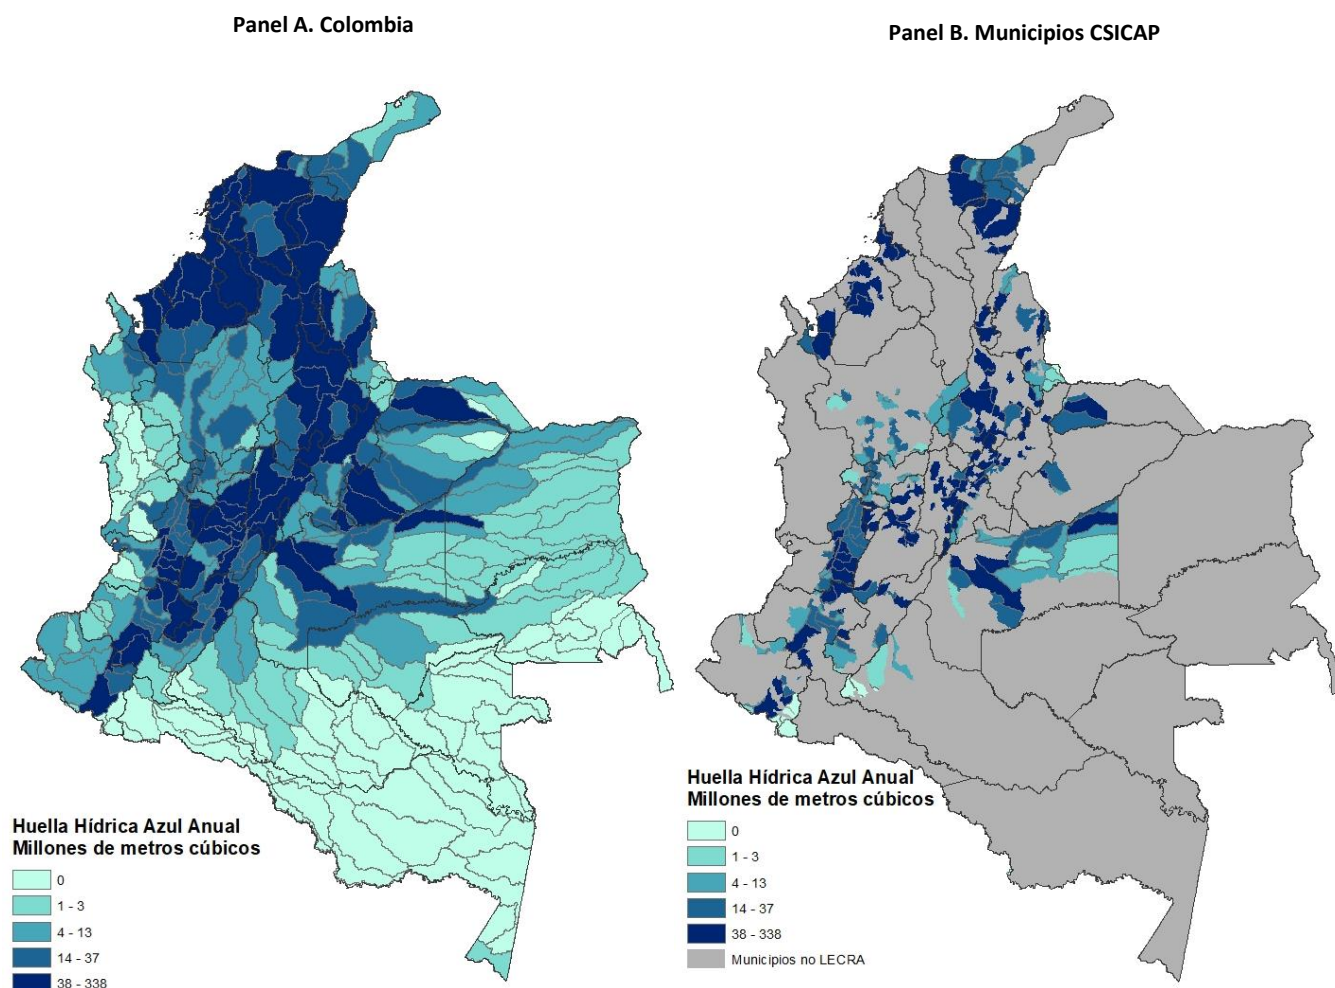 Panel A. Colombia
Panel B. Municipios CSICAP
Huella Hídrica Azul Anual
Millones de metros cúbicos
0
1 - 3
4 - 13
14 - 37
38 - 338
Huella Hídrica Azul Anual
Millones de metros cúbicos
0
1 - 3
4 - 13
14 - 37
38 - 338
Municipios no LECRA